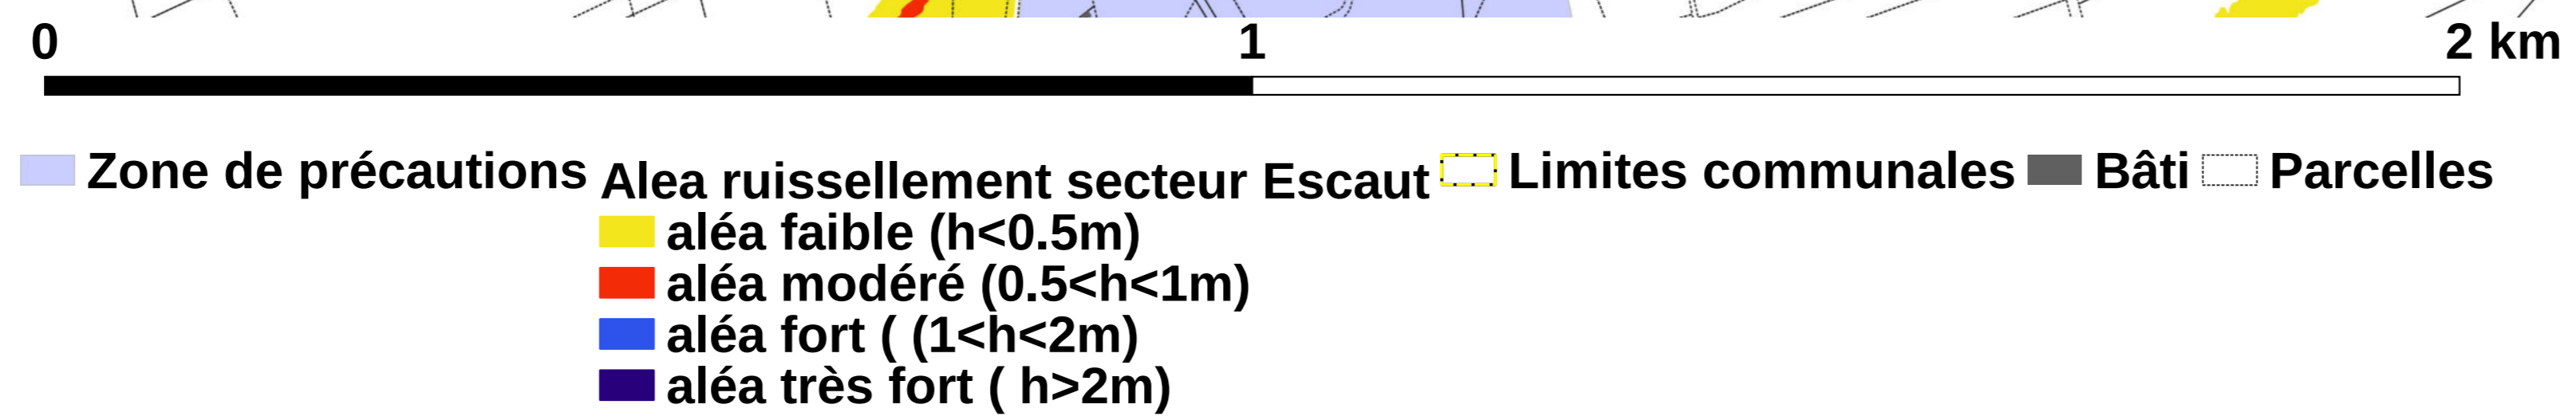 0 1 2 km
Zone de précautions Alea ruissellement secteur Escaut Limites communales Bâti Parcelles
aléa faible (h<0.5m)
aléa modéré (0.5<h<1m)
aléa fort ( (1<h<2m)
aléa très fort ( h>2m)